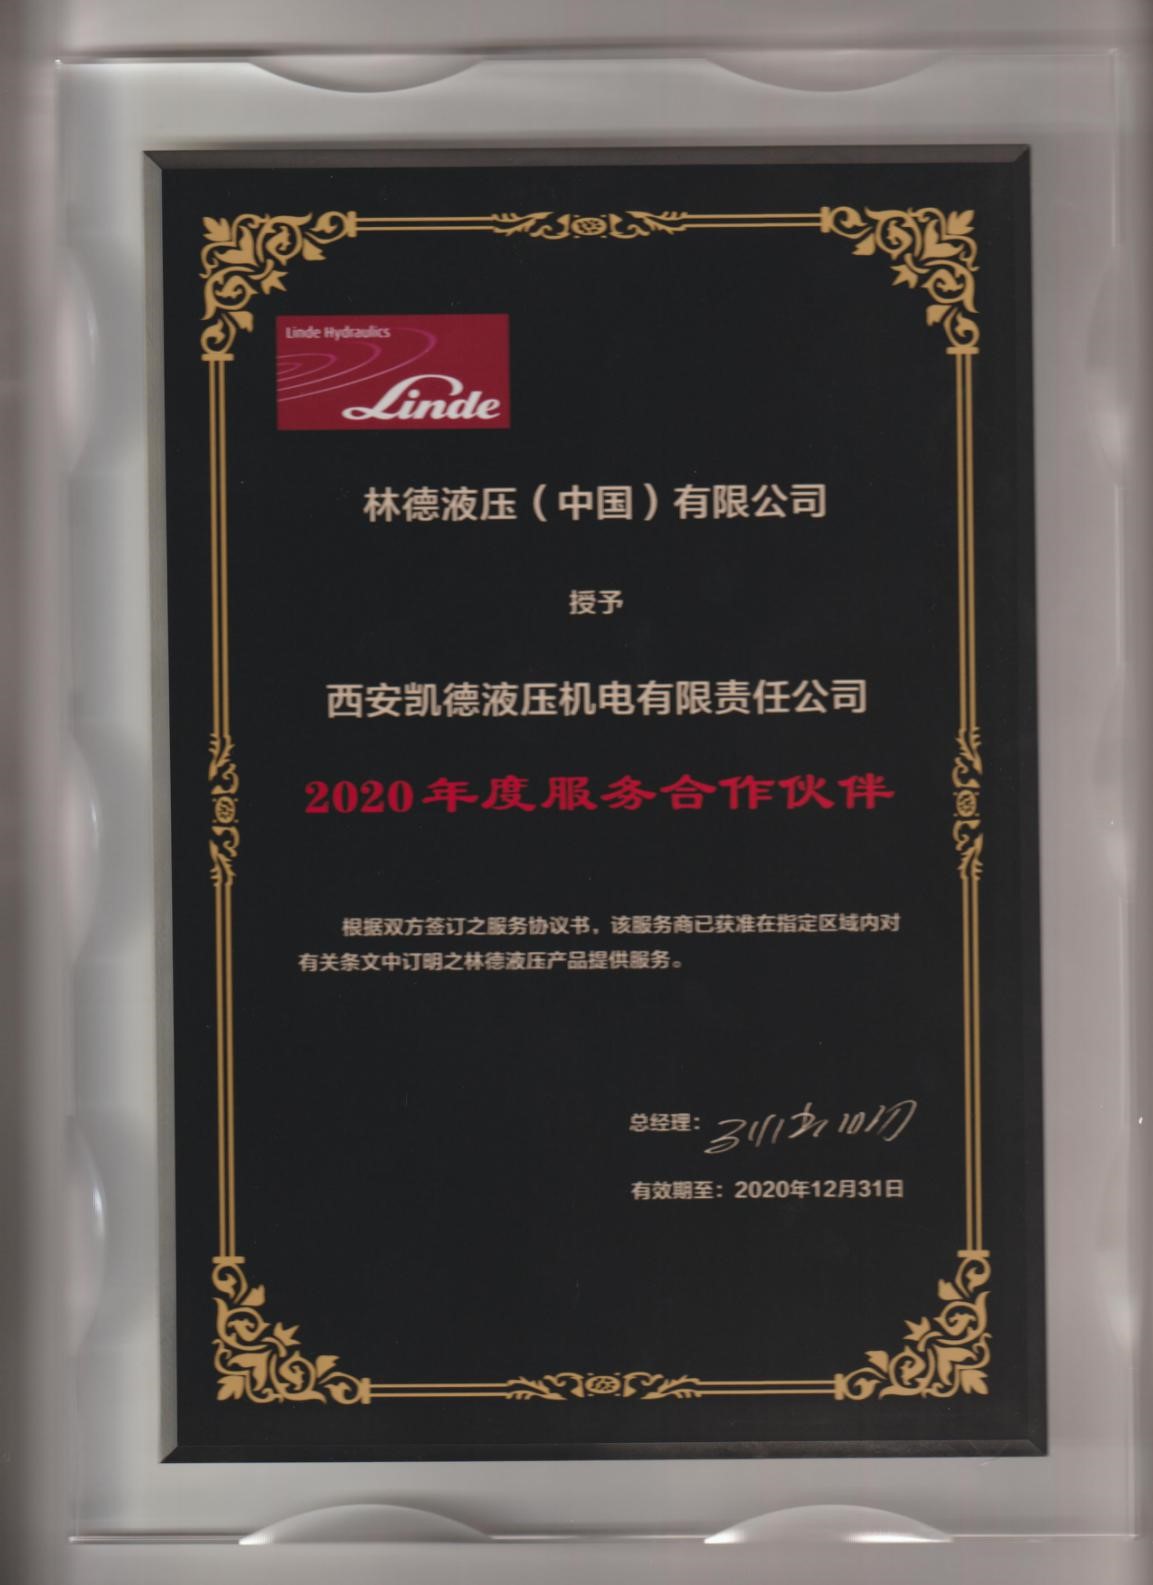 Linde Hydraulics
Linde
林德液压（中国）有限公司
授予
西安凯德液压机电有限责任公司
2020年度服务合作伙伴
根据双方签订之服务协议书，该服务商已获准在指定区域内对
有关条文中订明之林德液压产品提供服务。
总经理：
有效期至：2020年12月31日